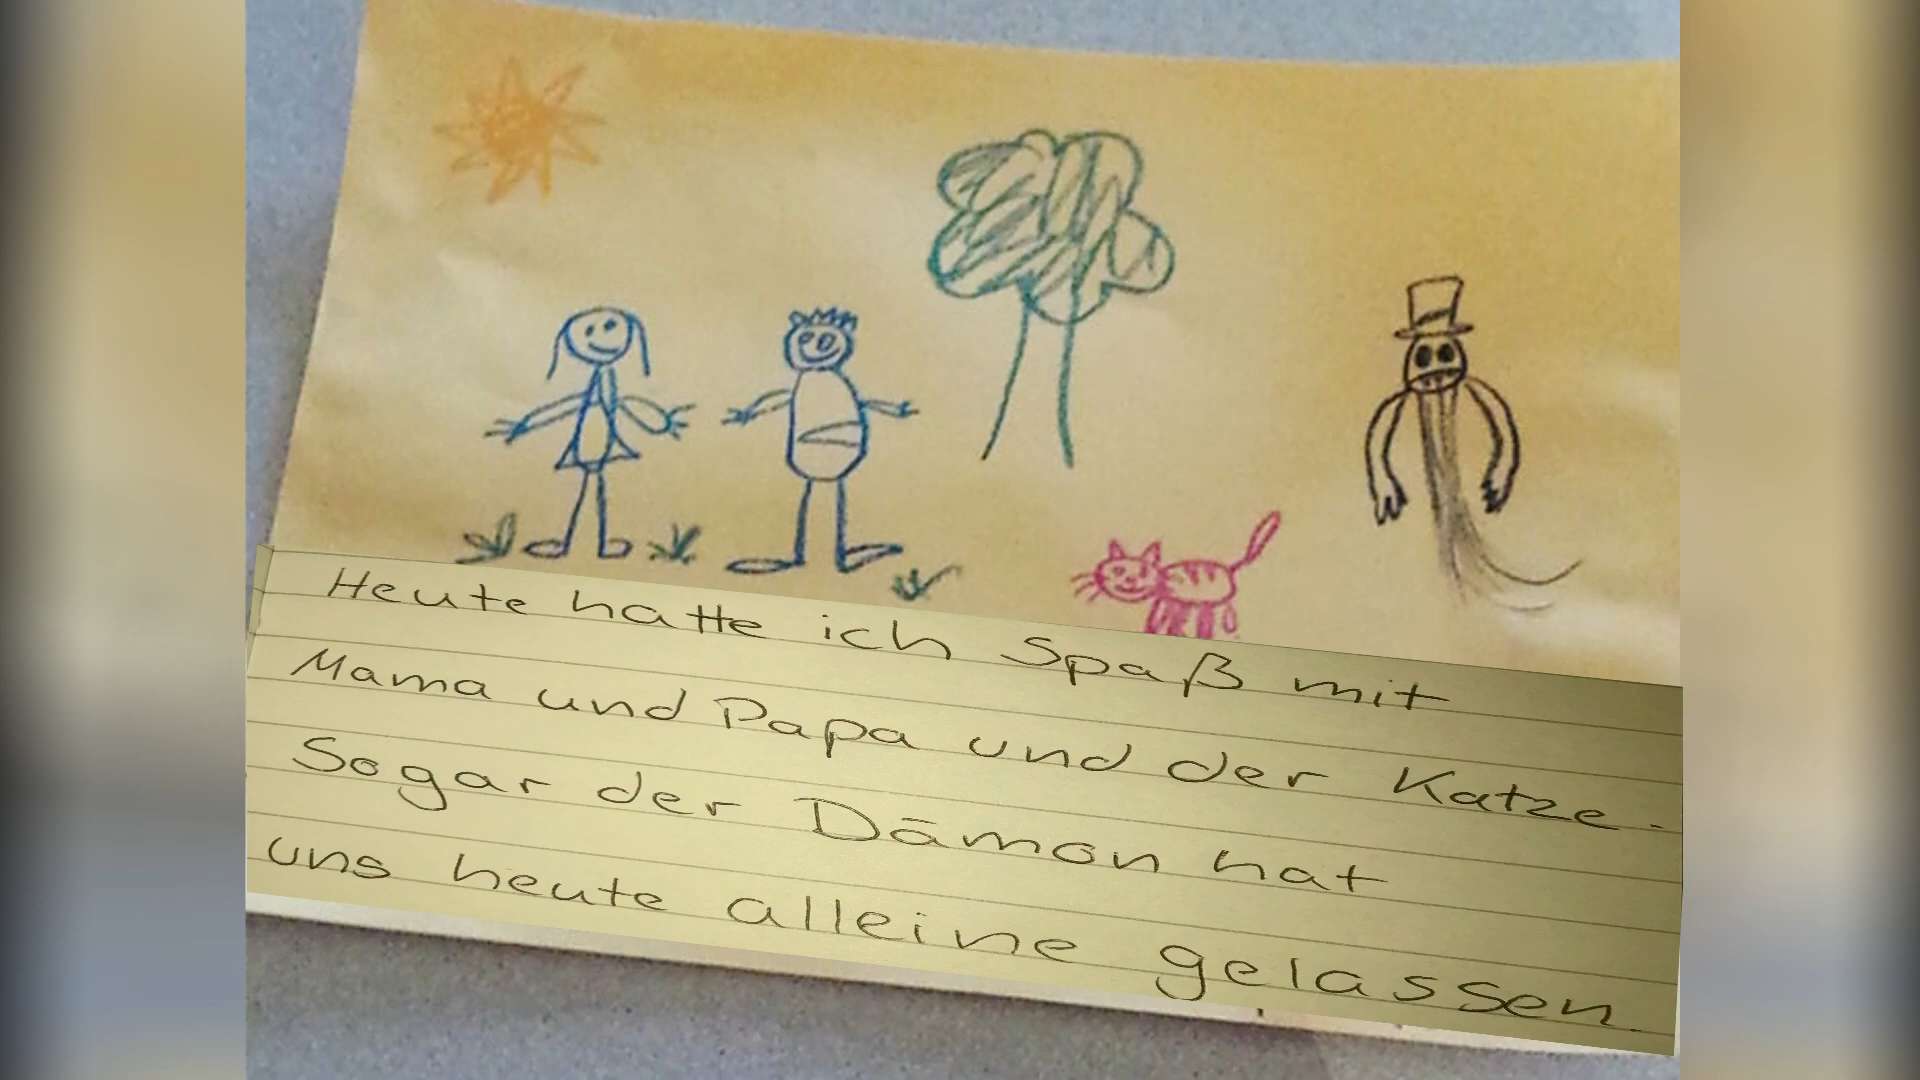 Heute hatte ich Spaß mit
Mama und Papa und der Katze.
Sogar der Dämon hat
uns heute alleine gelassen.